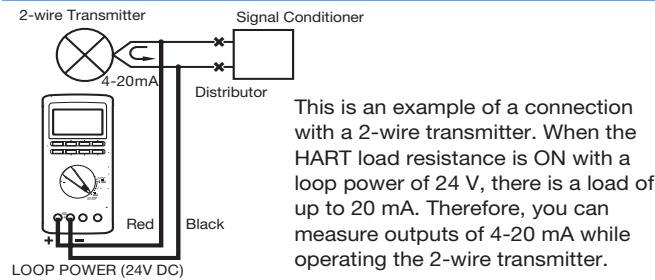 2-wire Transmitter
Signal Conditioner
4-20mA
Distributor
This is an example of a connection
with a 2-wire transmitter. When the
HART load resistance is ON with a
loop power of 24 V, there is a load of
up to 20 mA. Therefore, you can
measure outputs of 4-20 mA while
operating the 2-wire transmitter.
Red
Black
+
−
LOOP POWER (24V DC)